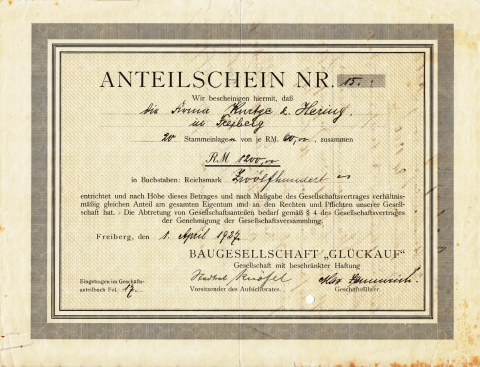 ANTEILSCHEIN NR. 15.
Wir bescheinigen hiermit, daß
die Firma Kurtze & Hering
in Freiberg
20 Stammeinlagen von je RM. 60,00, zusammen
RM 1200,00
in Buchstaben: Reichsmark Zwölfhundert
entrichtet und nach Höhe dieses Betrages und nach Maßgabe des Gesellschaftsvertrages verhältnis-
mäßig gleichen Anteil am gesamten Eigentum und an den Rechten und Pflichten unserer Gesell-
schaft hat. - Die Abtretung von Gesellschaftsanteilen bedarf gemäß § 4 des Gesellschaftsvertrages
der Genehmigung der Gesellschaftsversammlung.
Freiberg, den 1. April 1927.
BAUGESELLSCHAFT „GLÜCKAUF“
Gesellschaft mit beschränkter Haftung
Eingetragen im Geschäfts-
anteilbuch Fol. 17.
Vorsitzender des Aufsichtsrates.
Geschäftsführer.